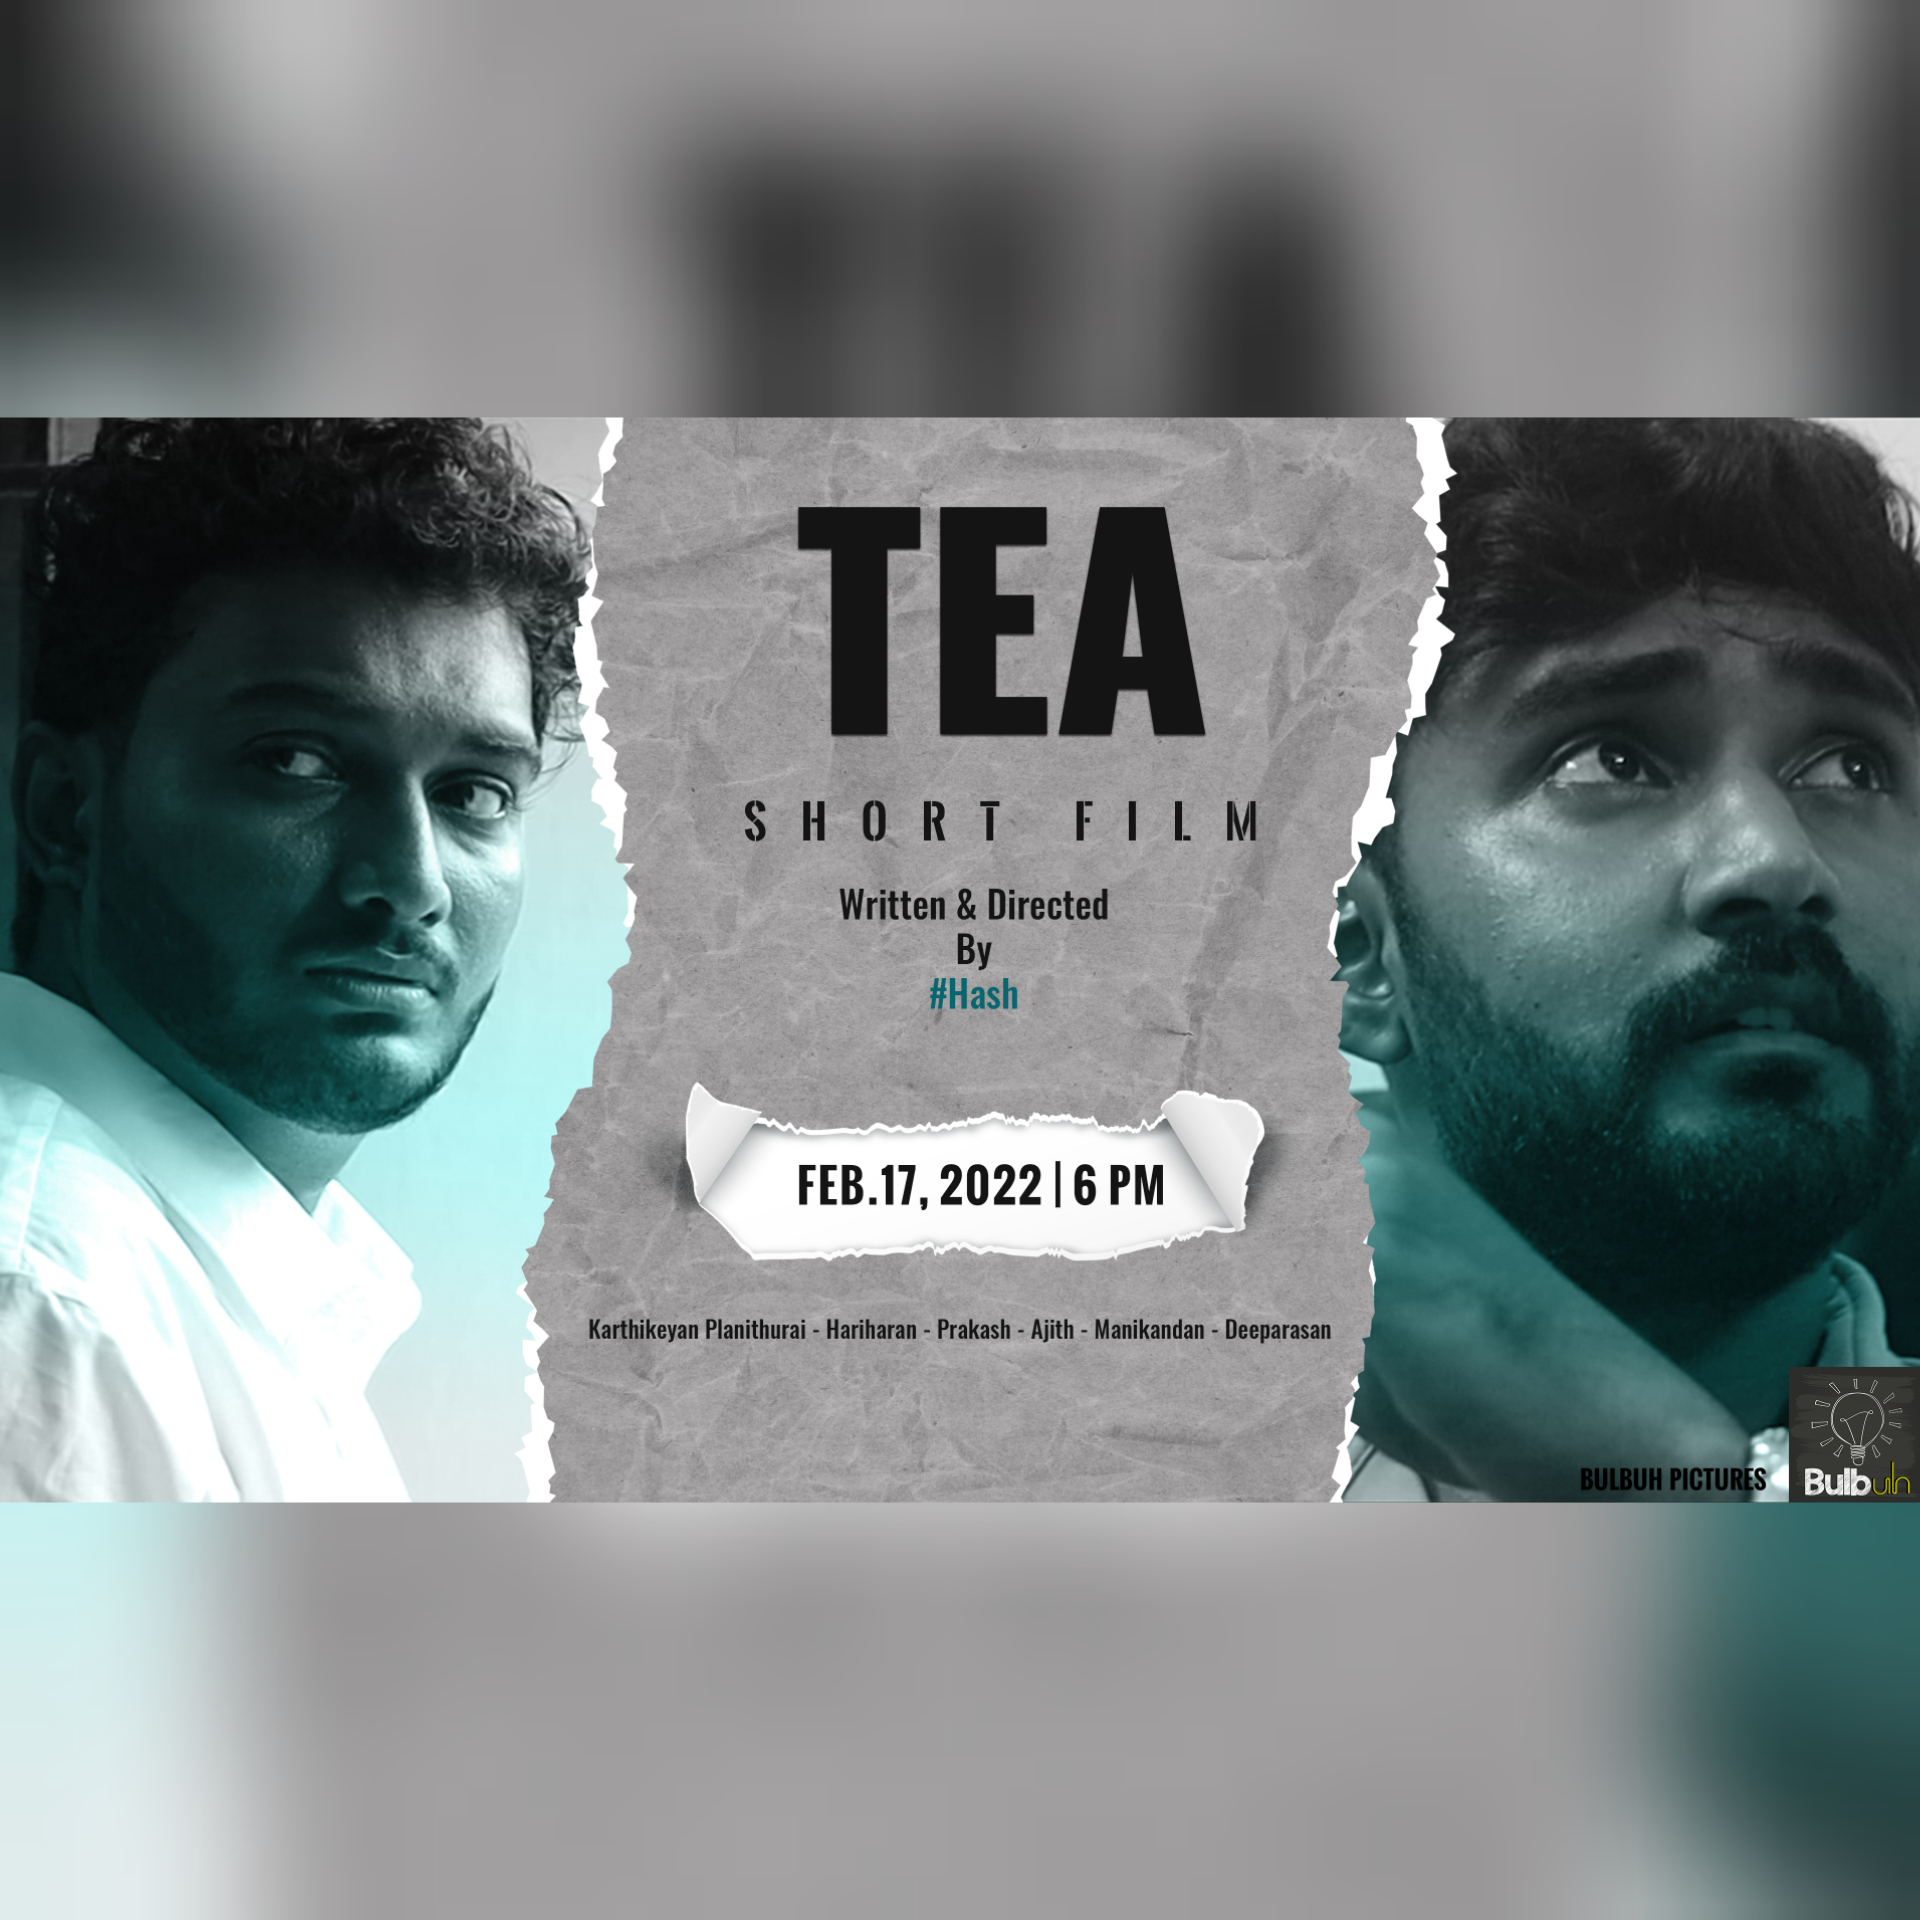 TEA
SHORT FILM
Written & Directed
By
#Hash
FEB.17, 2022 | 6 PM
Karthikeyan Planithurai - Hariharan - Prakash - Ajith - Manikandan - Deeparasan
BULBUH PICTURES
Bulbuh